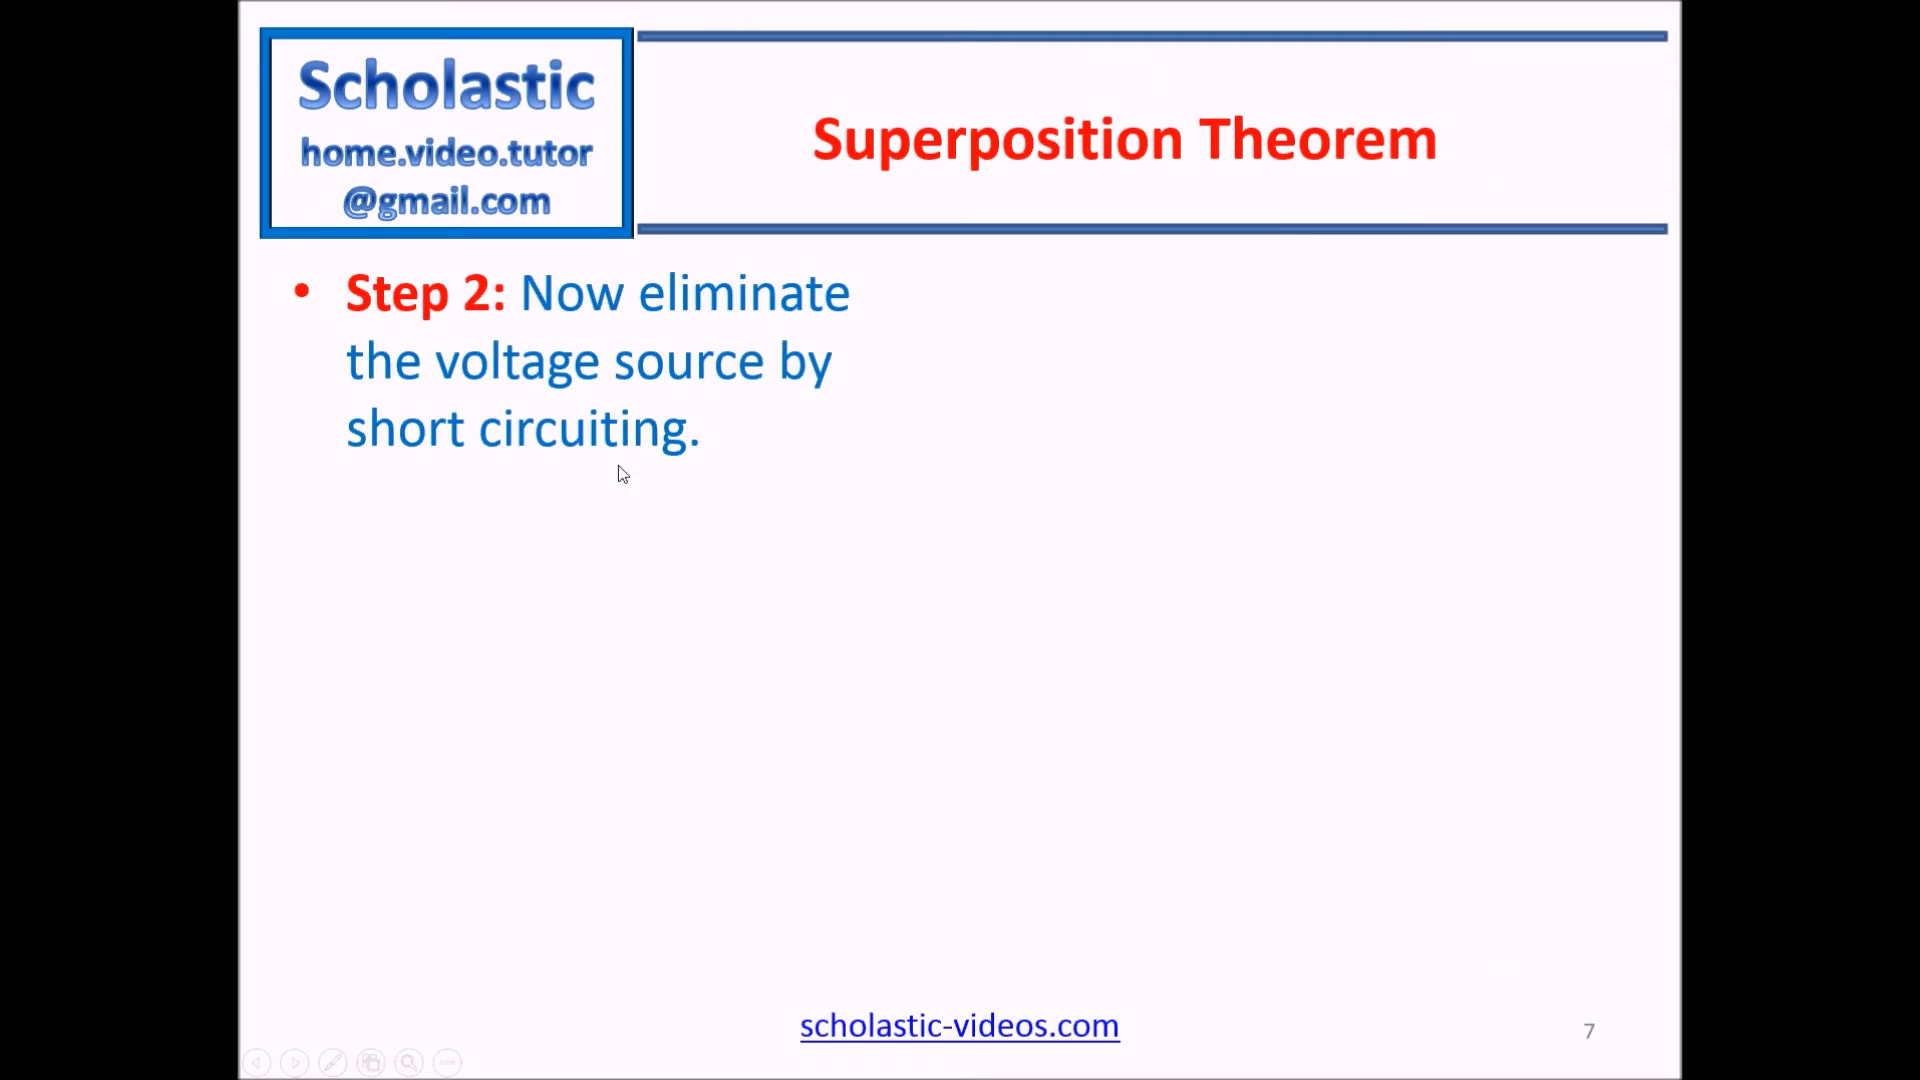 Scholastic
home.video.tutor
@gmail.com
Superposition Theorem
• Step 2: Now eliminate
the voltage source by
short circuiting.
scholastic-videos.com
7